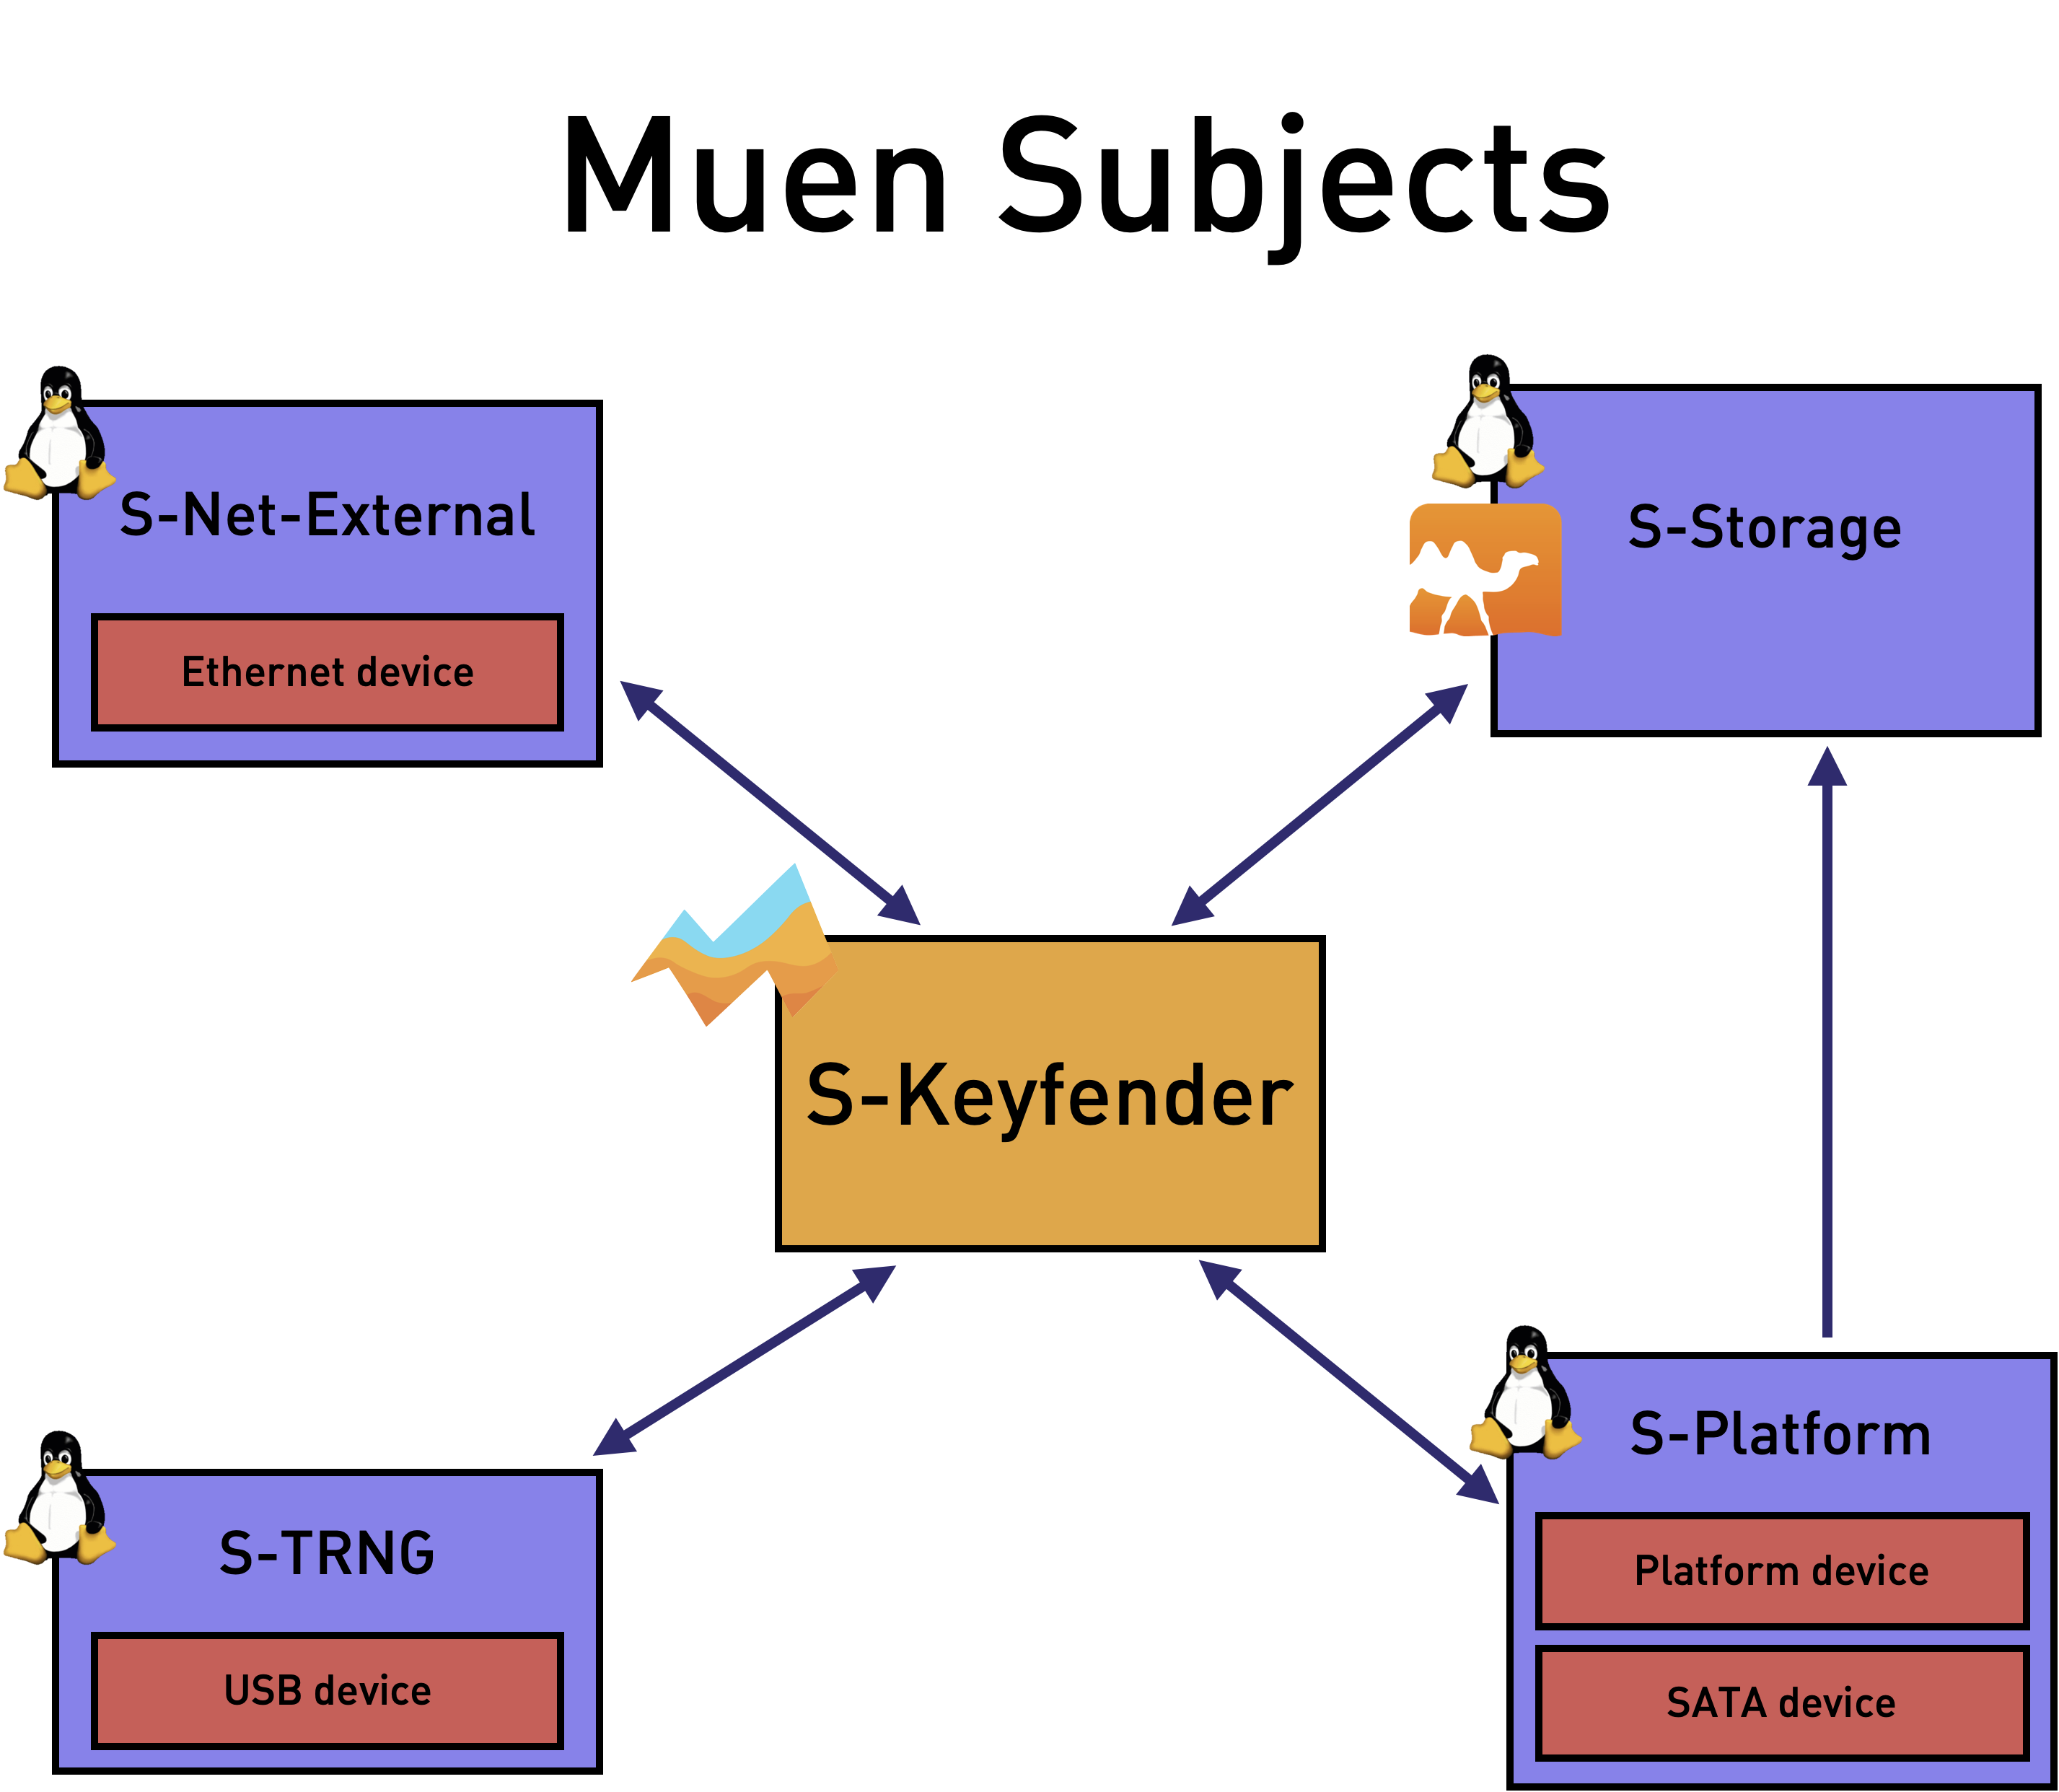 Muen Subjects
S-Net-External
Ethernet device
S-Storage
S-Keyfender
S-TRNG
USB device
S-Platform
Platform device
SATA device